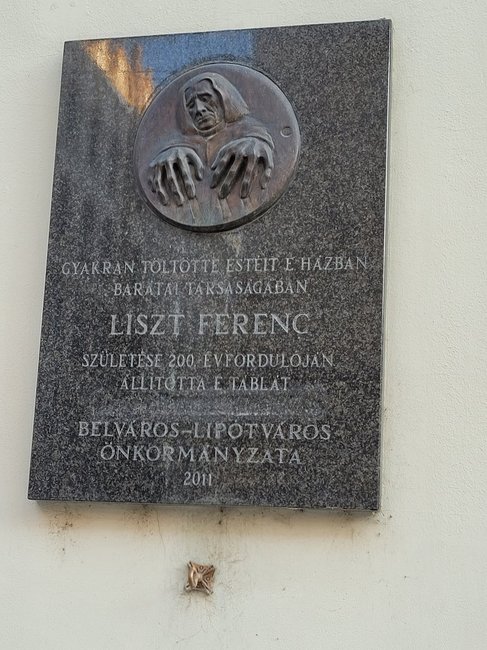 GYAKRAN TÖLTÖTTE ESTÉIT E HÁZBAN
BARÁTAI TÁRSASÁGÁBAN
LISZT FERENC
SZÜLETÉSE 200. ÉVFORDULÓJÁN
ÁLLÍTOTTA E TÁBLÁT
BELVÁROS-LIPÓTVÁROS
ÖNKORMÁNYZATA
2011